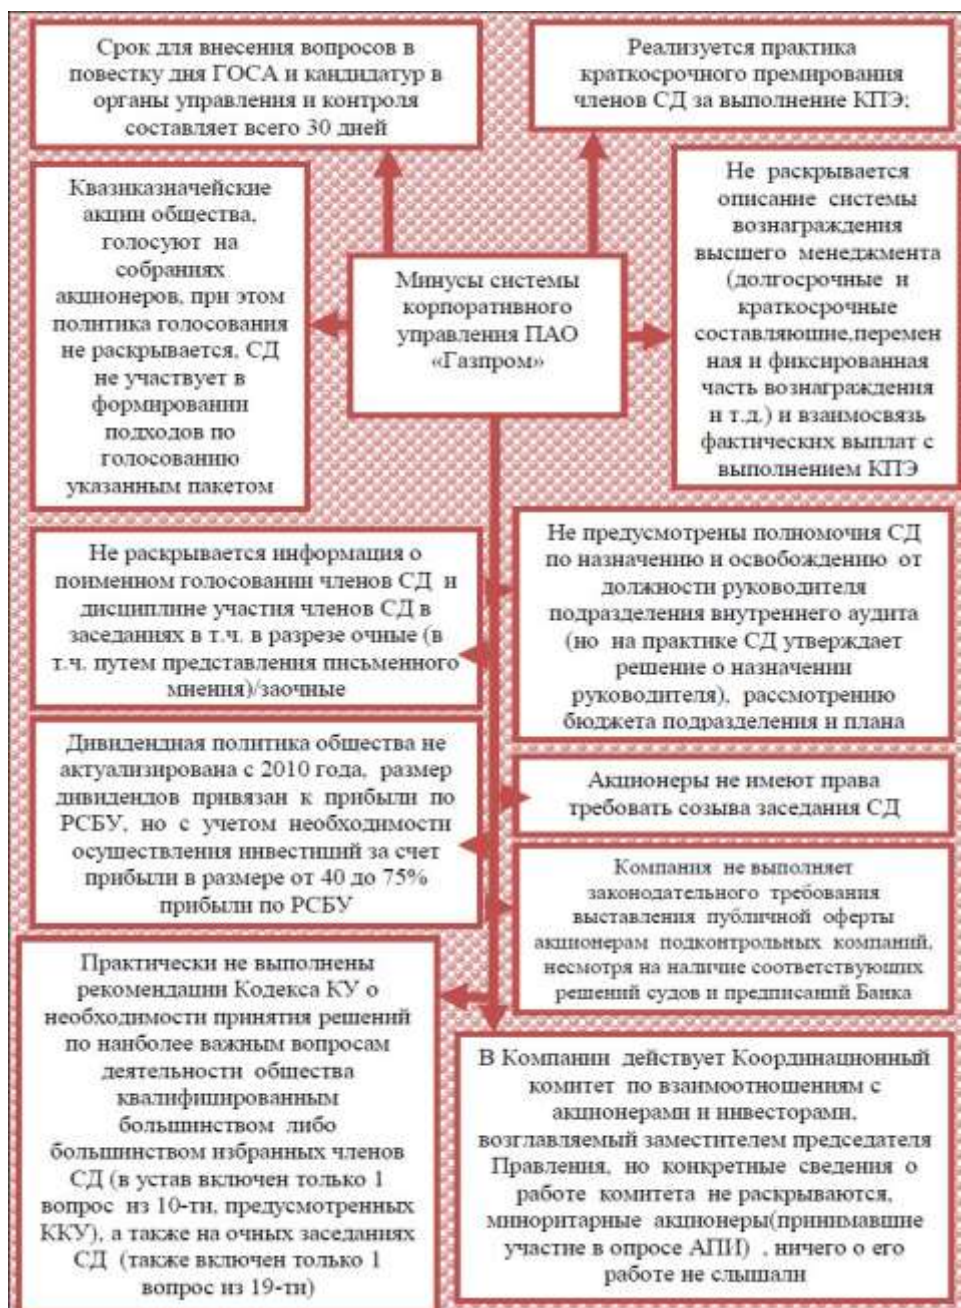 Срок для внесения вопросов в
повестку дня ГОСА и кандидатур в
органы управления и контроля
составляет всего 30 дней
Реализуется практика
краткосрочного премирования
членов СД за выполнение КПЭ;
Квазиказначейские
акции общества,
голосуют на
собраниях
акционеров, при этом
политика голосования
не раскрывается, СД
не участвует в
формировании
подходов по
голосованию
указанным пакетом
Минусы системы
корпоративного
управления ПАО
«Газпром»
Не раскрывается
описание системы
вознаграждения
высшего менеджмента
(долгосрочные и
краткосрочные
составляюшие,перемен
ная и фиксированная
часть вознаграждения
и т.д.) и взаимосвязь
фактических выплат с
выполнением КПЭ
Не раскрывается информация о
поименном голосовании членов СД и
дисциплине участия членов СД в
заседаниях в т.ч. в разрезе очные (в
т.ч. путем представления письменного
мнения)/заочные
Не предусмотрены полномочия СД
по назначению и освобождению от
должности руководителя
подразделения внутреннего аудита
(но на практике СД утверждает
решение о назначении
руководителя), рассмотрению
бюджета подразделения и плана
Дивидендная политика общества не
актуализирована с 2010 года, размер
дивидендов привязан к прибыли по
РСБУ, но с учетом необходимости
осуществления инвестиций за счет
прибыли в размере от 40 до 75%
прибыли по РСБУ
Акционеры не имеют права
требовать созыва заседания СД
Компания не выполняет
законодательного требования
выставления публичной оферты
акционерам подконтрольных компаний,
несмотря на наличие соответствующих
решений судов и предписаний Банка
Практически не выполнены
рекомендации Кодекса КУ о
необходимости принятия решений
по наиболее важным вопросам
деятельности общества
квалифицированным
большинством либо
большинством избранных членов
СД (в устав включен только 1
вопрос из 10-ти, предусмотренных
ККУ), а также на очных заседаниях
СД (также включен только 1
вопрос из 19-ти)
В Компании действует Координационный
комитет по взаимоотношениям с
акционерами и инвесторами,
возглавляемый заместителем председателя
Правления, но конкретные сведения о
работе комитета не раскрываются,
миноритарные акционеры(принимавшие
участие в опросе АПИ) , ничего о его
работе не слышали